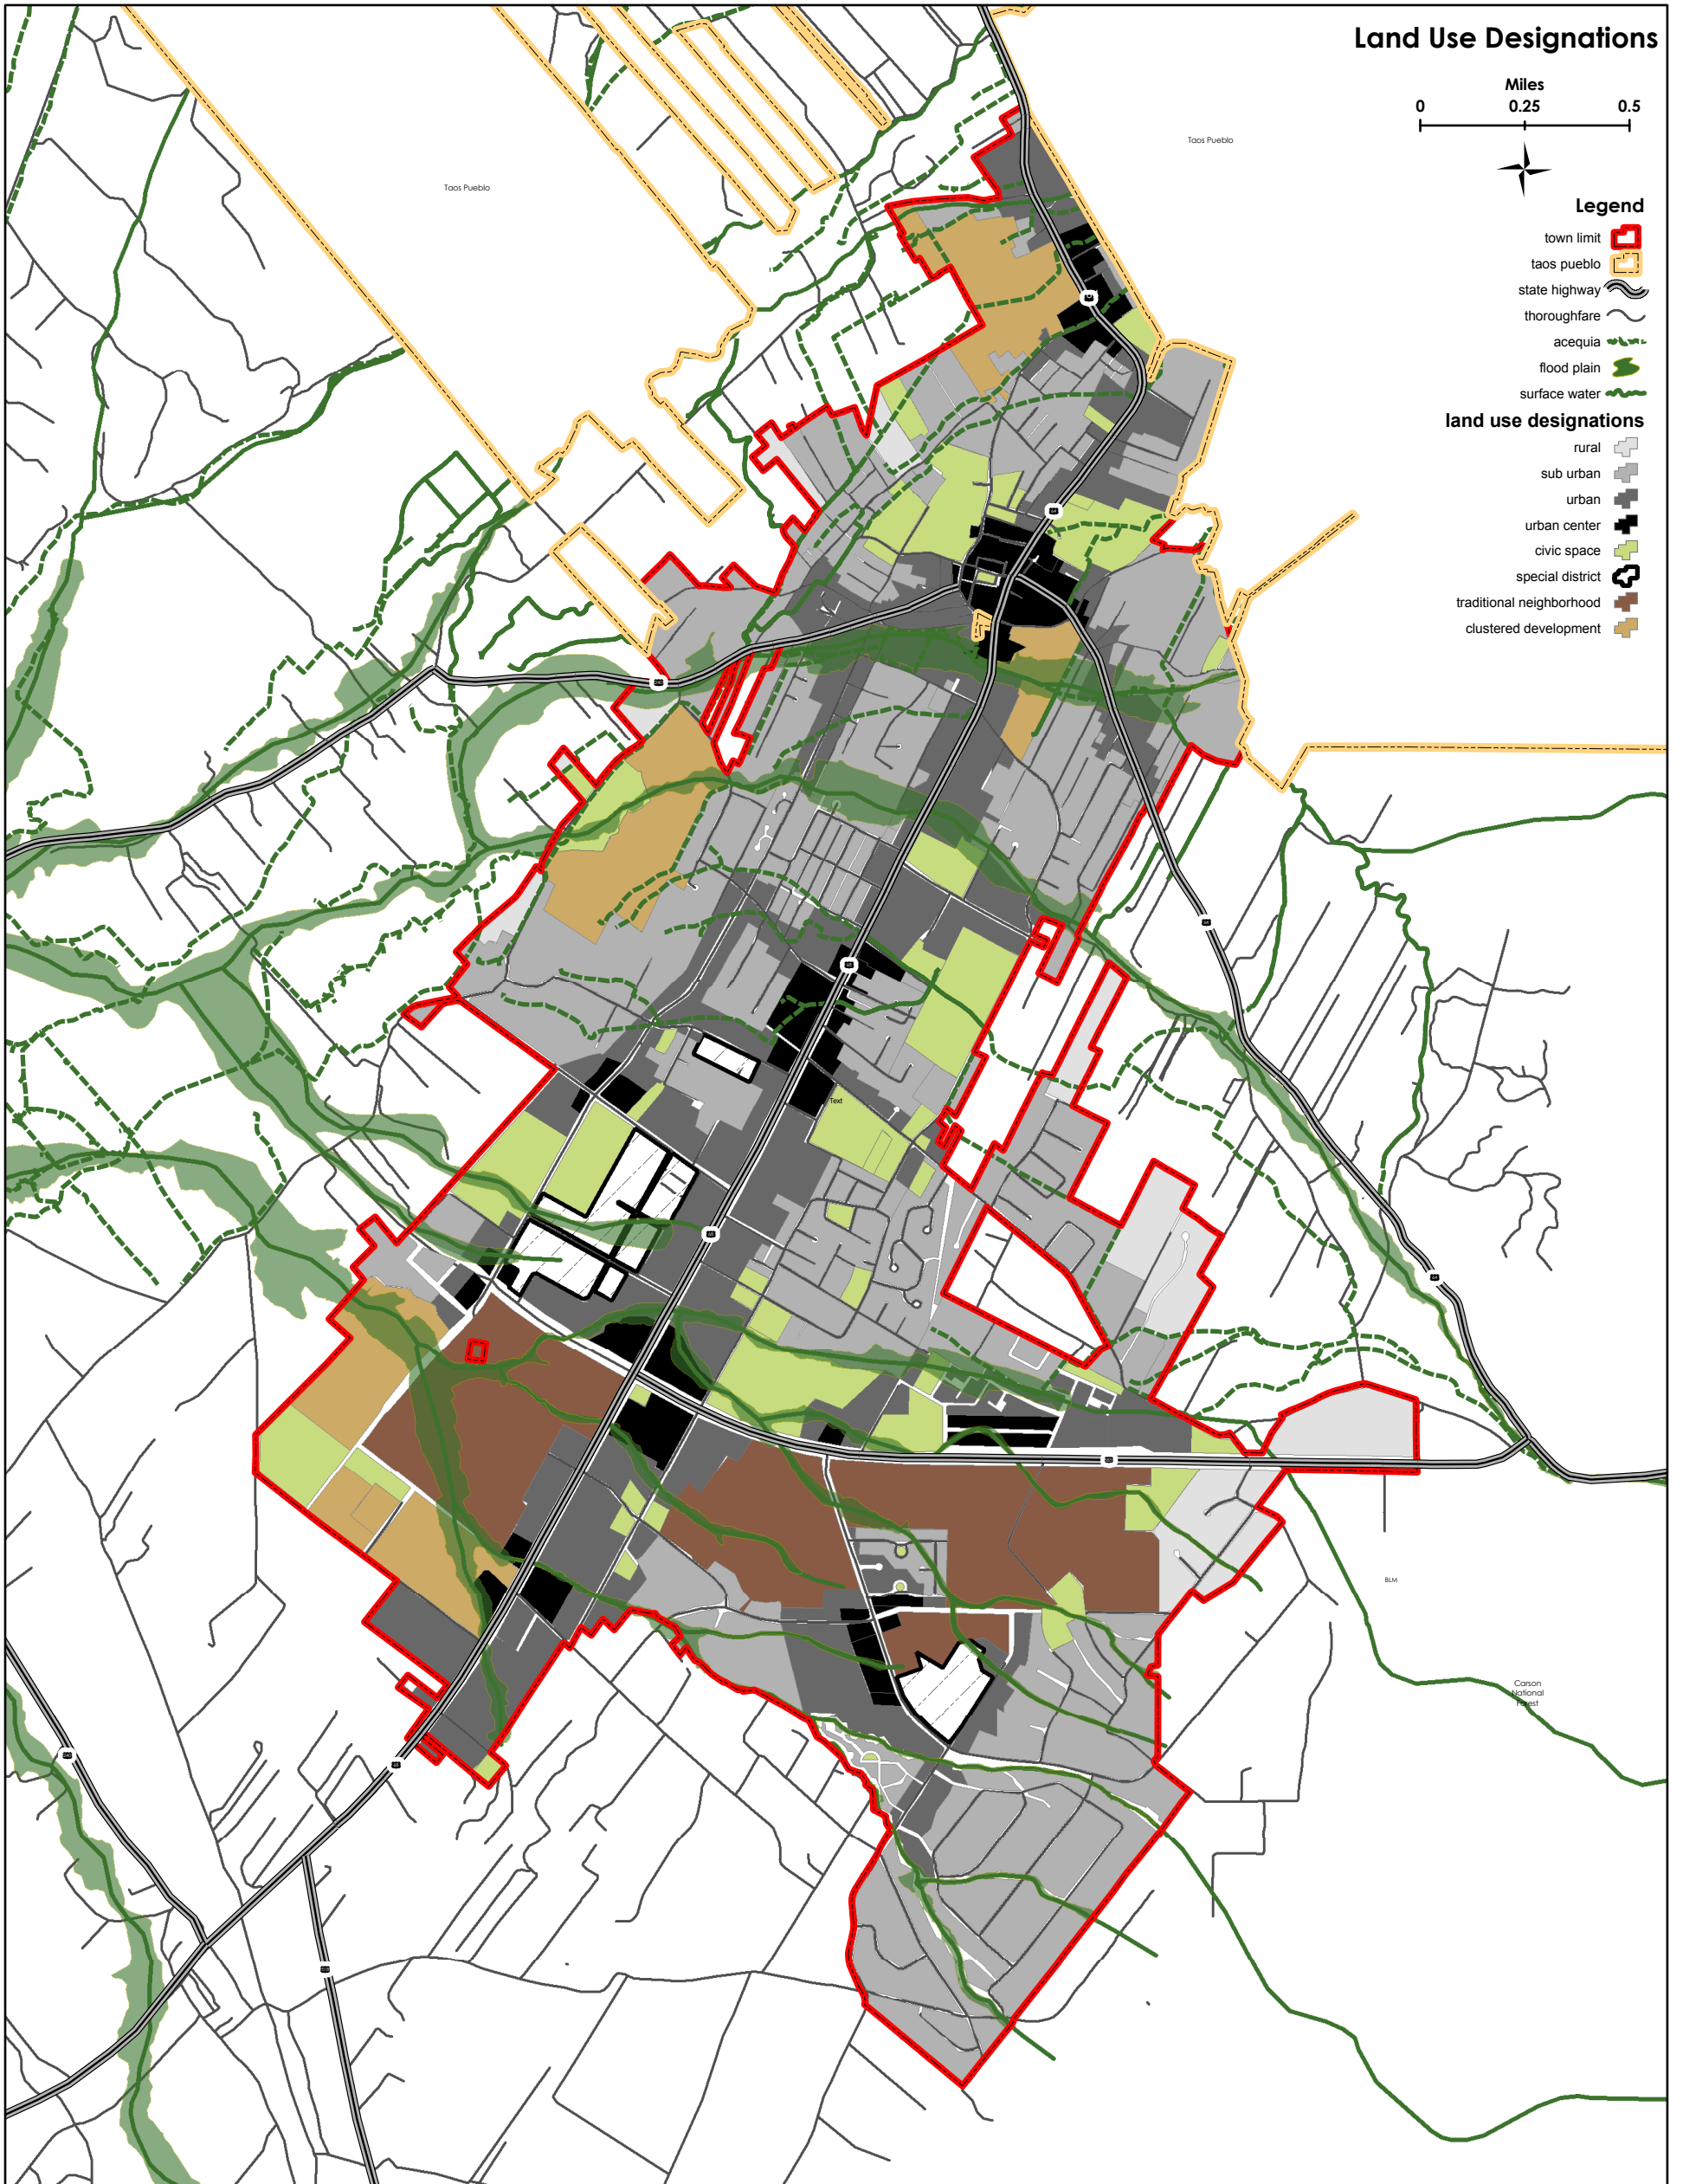 Land Use Designations
Miles
0 0.25 0.5
Taos Pueblo
Taos Pueblo
Legend
town limit
taos pueblo
state highway
thoroughfare
acequia
flood plain
surface water
land use designations
rural
sub urban
urban
urban center
civic space
special district
traditional neighborhood
clustered development
Text
BLM
Carson
National
Forest